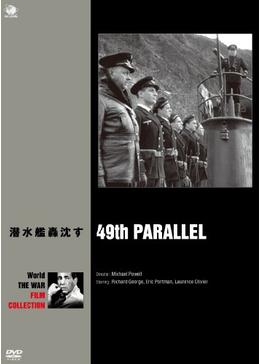 潜水艦轟沈す
49th PARALLEL
Director: Michael Powell
Starring: Richard George, Eric Portman, Laurence Olivier
World
THE WAR
FILM
COLLECTION
DVD
VIDEO